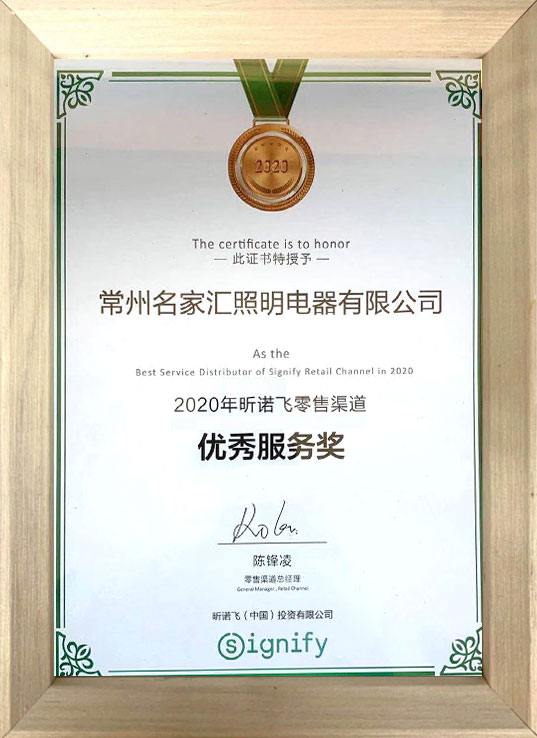 2020
The certificate is to honor
— 此证书特授予 —
常州名家汇照明电器有限公司
As the
Best Service Distributor of Signify Retail Channel in 2020
2020年昕诺飞零售渠道
优秀服务奖
陈锋凌
零售渠道总经理
General Manager , Retail Channel
昕诺飞（中国）投资有限公司
Signify